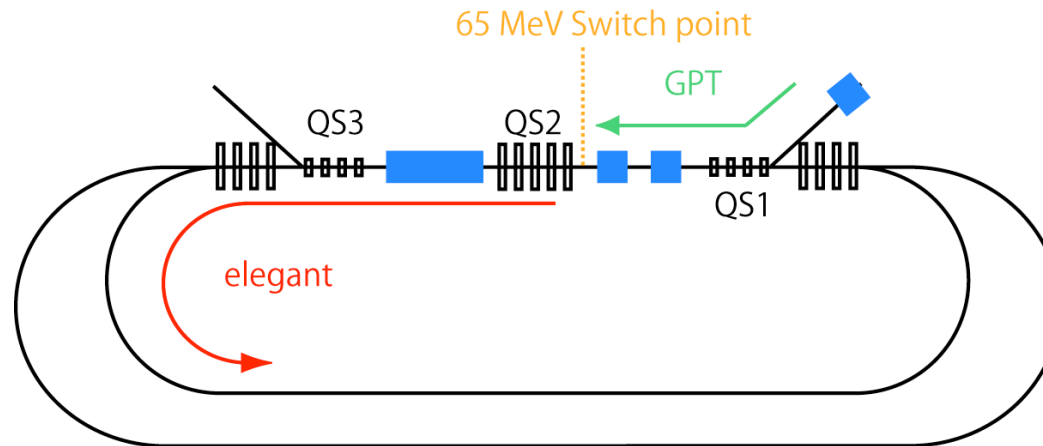 65 MeV Switch point
GPT
QS3
QS2
QS1
elegant